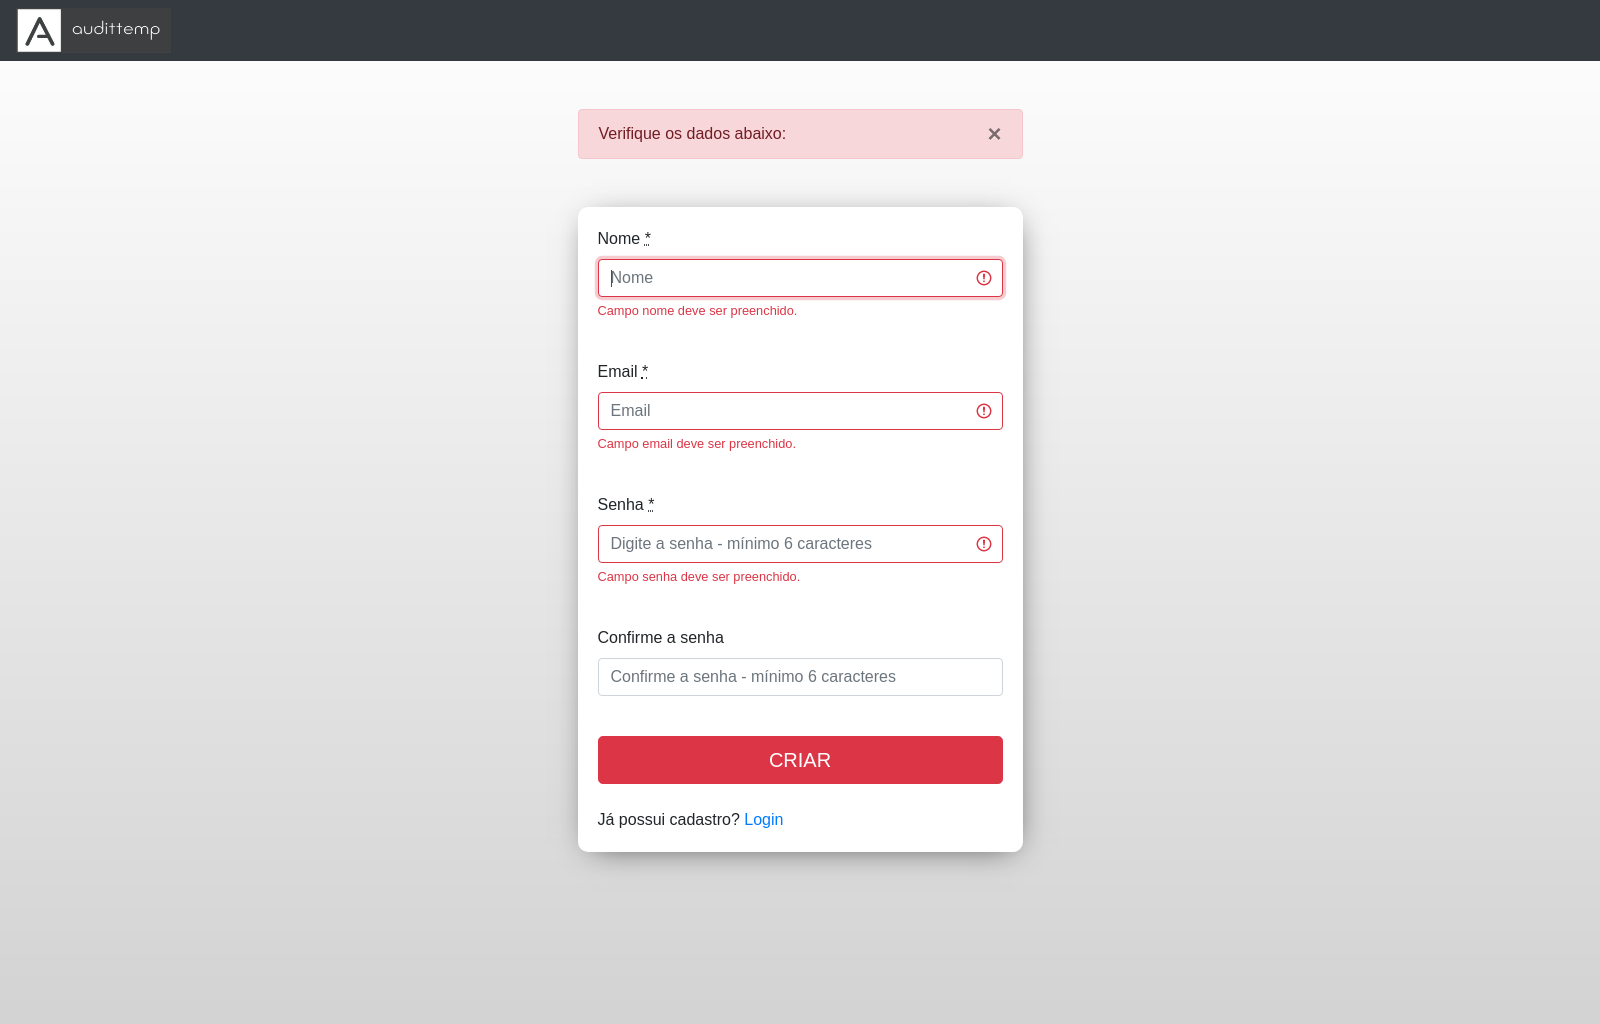 A audittemp
Verifique os dados abaixo: ×
Nome *
Nome
Campo nome deve ser preenchido.
Email *
Email
Campo email deve ser preenchido.
Senha *
Digite a senha - mínimo 6 caracteres
Campo senha deve ser preenchido.
Confirme a senha
Confirme a senha - mínimo 6 caracteres
CRIAR
Já possui cadastro? Login